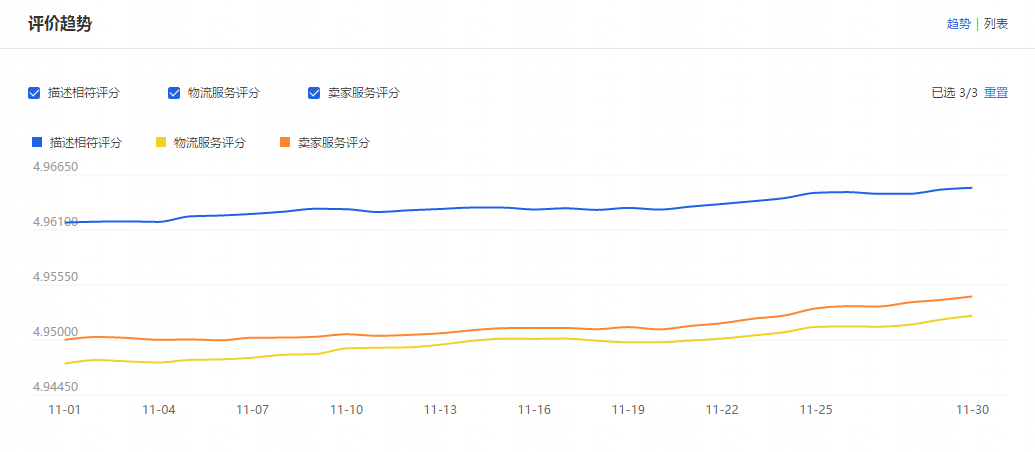 评价趋势
趋势 | 列表
描述相符评分 物流服务评分 卖家服务评分
已选 3/3 重置
描述相符评分 物流服务评分 卖家服务评分
4.96650
4.96100
4.95550
4.95000
4.94450
11-01 11-04 11-07 11-10 11-13 11-16 11-19 11-22 11-25 11-30